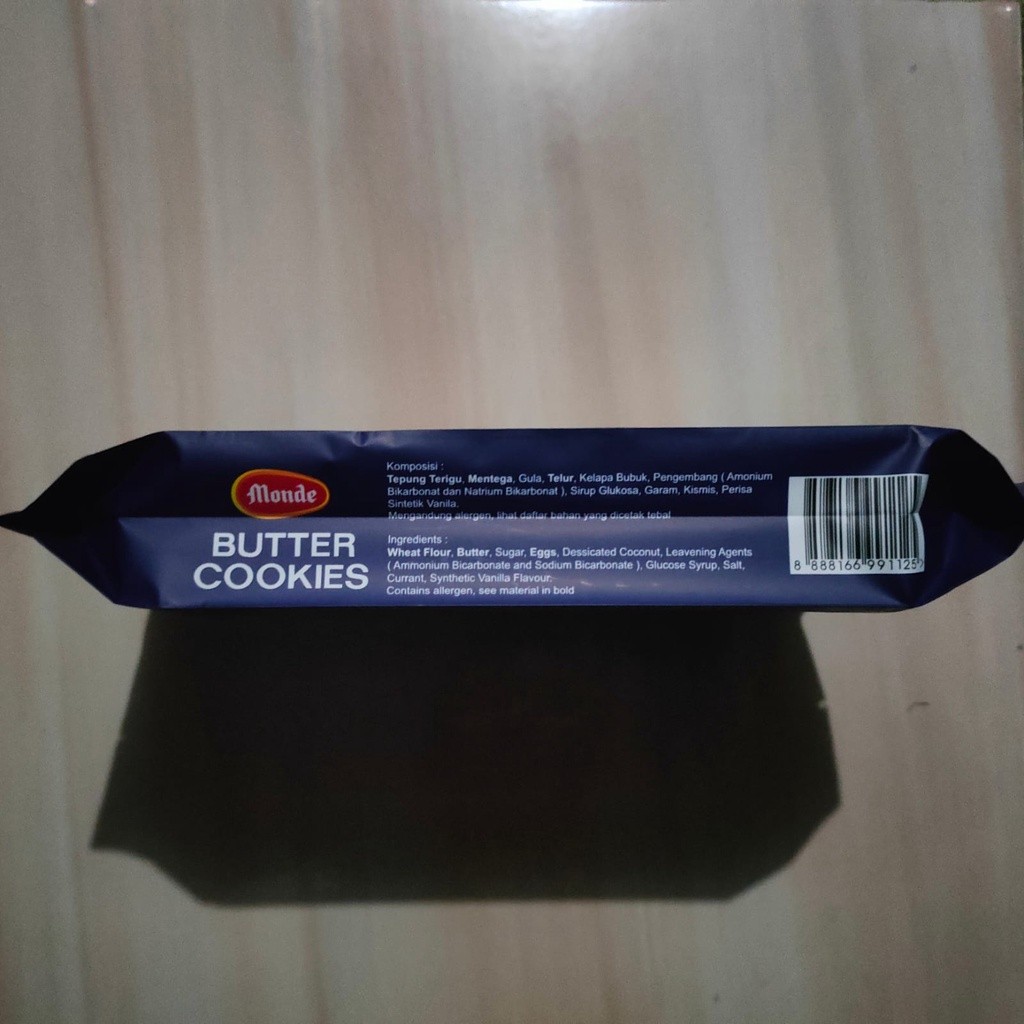 Monde
BUTTER
COOKIES
Komposisi :
Tepung Terigu, Mentega, Gula, Telur, Kelapa Bubuk, Pengembang ( Amonium
Bikarbonat dan Natrium Bikarbonat ), Sirup Glukosa, Garam, Kismis, Perisa
Sintetik Vanila.
Mengandung alergen, lihat daftar bahan yang dicetak tebal
Ingredients :
Wheat Flour, Butter, Sugar, Eggs, Dessicated Coconut, Leavening Agents
( Ammonium Bicarbonate and Sodium Bicarbonate ), Glucose Syrup, Salt,
Currant, Synthetic Vanilla Flavour.
Contains allergen, see material in bold
8 888166 991125